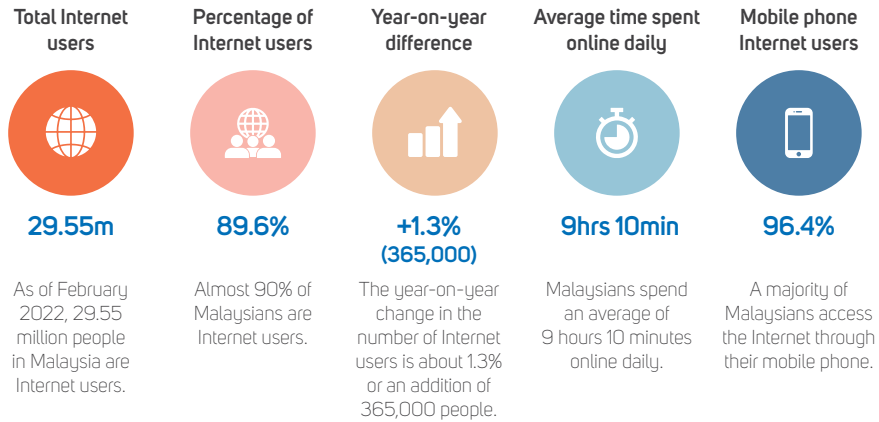 Total Internet
users
29.55m
As of February
2022, 29.55
million people
in Malaysia are
Internet users.
Percentage of
Internet users
89.6%
Almost 90% of
Malaysians are
Internet users.
Year-on-year
difference
+1.3%
(365,000)
The year-on-year
change in the
number of Internet
users is about 1.3%
or an addition of
365,000 people.
Average time spent
online daily
9hrs 10min
Malaysians spend
an average of
9 hours 10 minutes
online daily.
Mobile phone
Internet users
96.4%
A majority of
Malaysians access
the Internet through
their mobile phone.